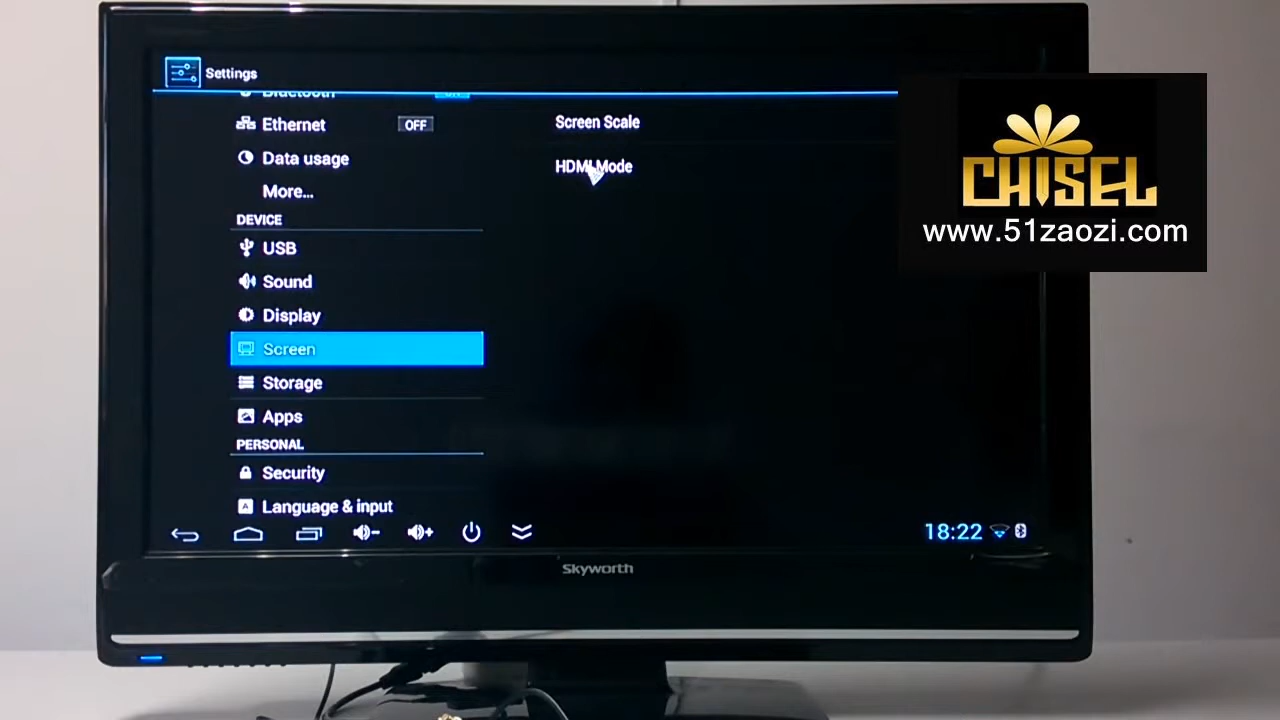 Settings
Bluetooth
Ethernet OFF
Data usage
More...
DEVICE
USB
Sound
Display
Screen
Storage
Apps
PERSONAL
Security
Language & input
Screen Scale
HDMI Mode
CHISEL
www.51zaozi.com
18:22
Skyworth